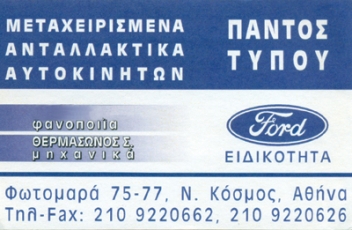 ΜΕΤΑΧΕΙΡΙΣΜΕΝΑ
ΑΝΤΑΛΛΑΚΤΙΚΑ
ΑΥΤΟΚΙΝΗΤΩΝ
ΠΑΝΤΟΣ
ΤΥΠΟΥ
φανοποιΐα
ΘΕΡΜΑΣΩΝΟΣ Σ.
μηχανικά
Ford
ΕΙΔΙΚΟΤΗΤΑ
Φωτομαρά 75-77, Ν. Κόσμος, Αθήνα
Τηλ-Fax: 210 9220662, 210 9220626